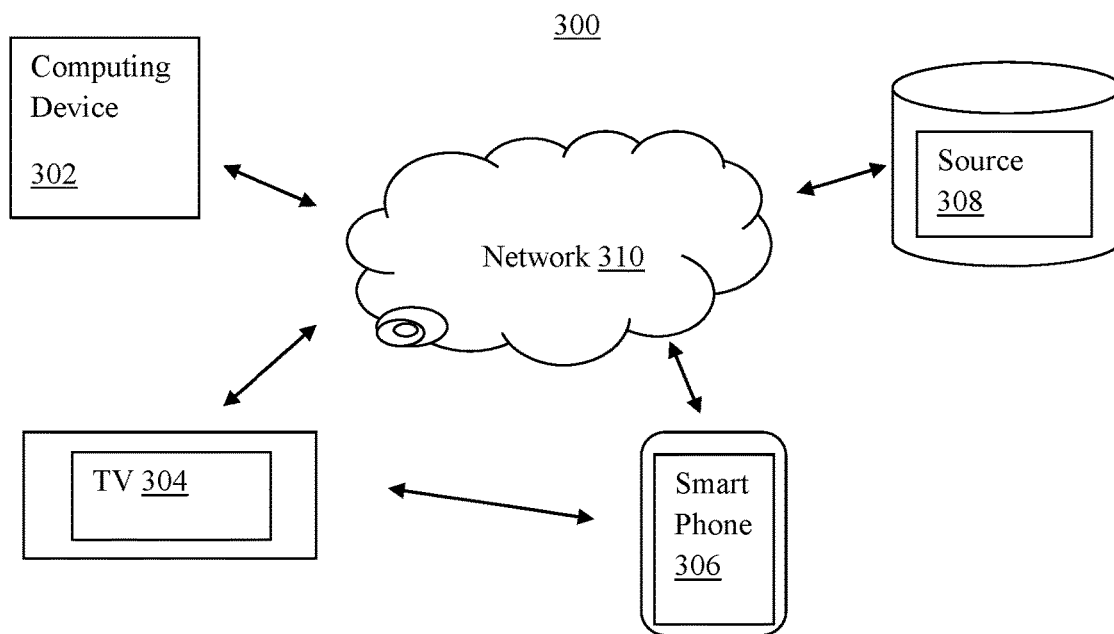 300
Computing
Device
302
Source
308
Network 310
TV 304
Smart
Phone
306